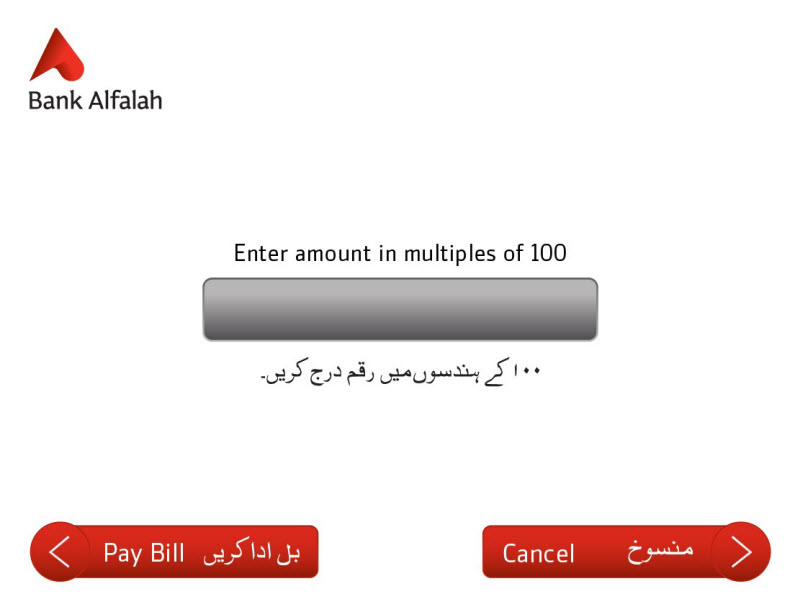 Bank Alfalah
Enter amount in multiples of 100
۱۰۰ کے ہندسوں میں رقم درج کریں۔
Pay Bill بل ادا کریں
Cancel منسوخ